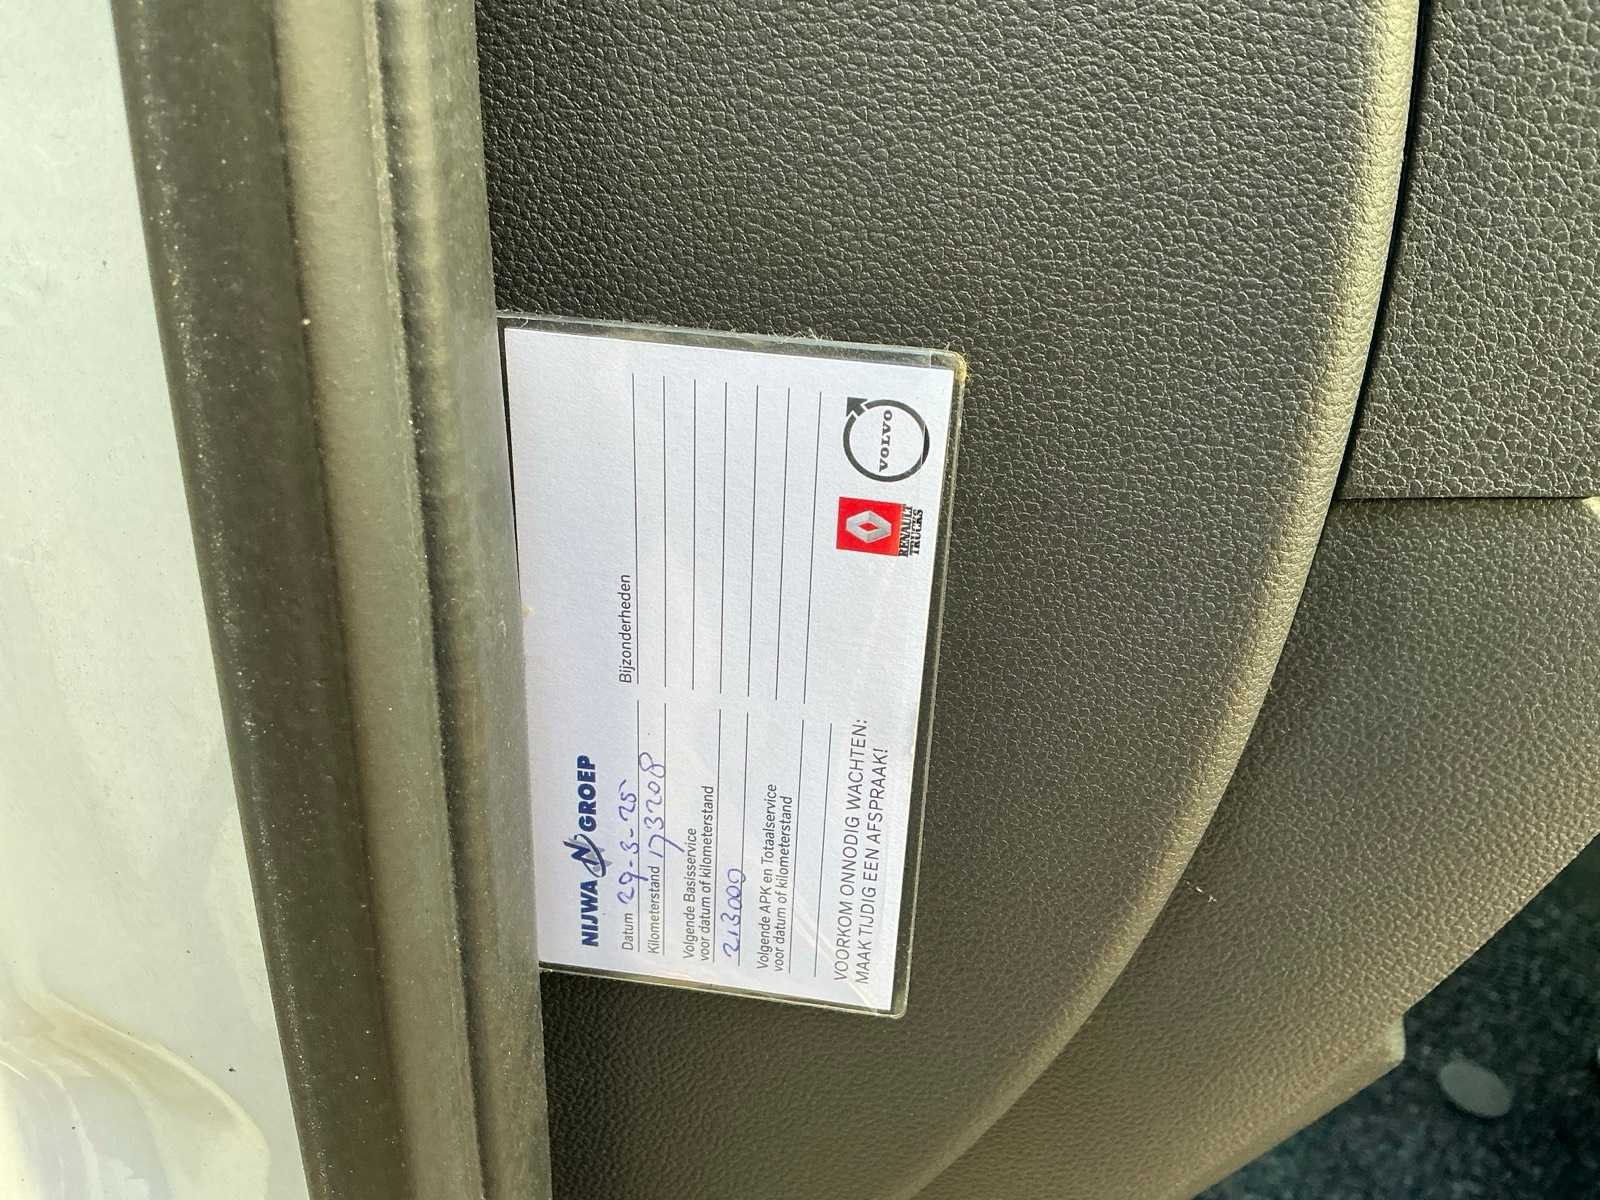 NIJWA GROEP
Datum 29-3-25
Kilometerstand 173208
Volgende Basisservice
voor datum of kilometerstand
213000
Volgende APK en Totaalservice
voor datum of kilometerstand
VOORKOM ONNODIG WACHTEN:
MAAK TIJDIG EEN AFSPRAAK!
Bijzonderheden
RENAULT
TRUCKS
VOLVO